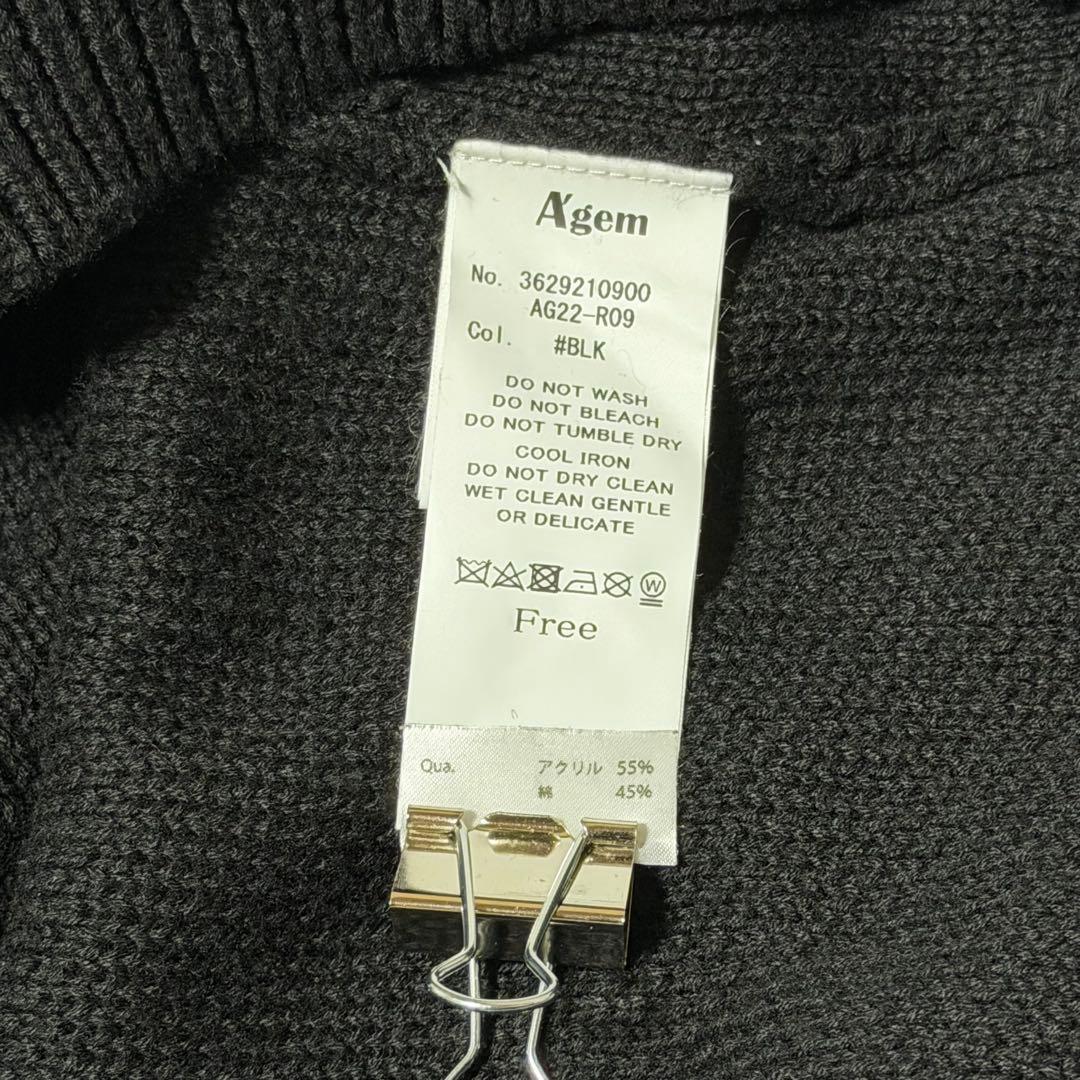 A'gem
No. 3629210900
AG22-R09
Col. #BLK
DO NOT WASH
DO NOT BLEACH
DO NOT TUMBLE DRY
COOL IRON
DO NOT DRY CLEAN
WET CLEAN GENTLE
OR DELICATE
W
Free
Qua. アクリル 55%
綿 45%